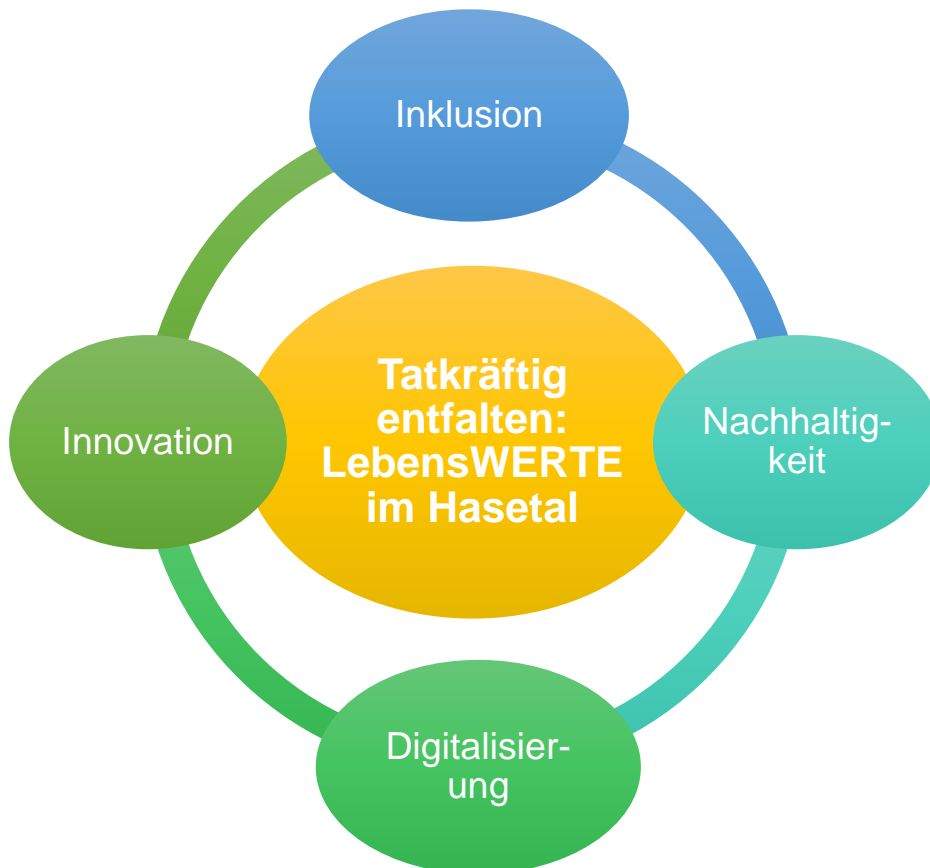 Inklusion
Tatkräftig
entfalten:
LebensWERTE
im Hasetal
Innovation
Nachhaltig-
keit
Digitalisier-
ung